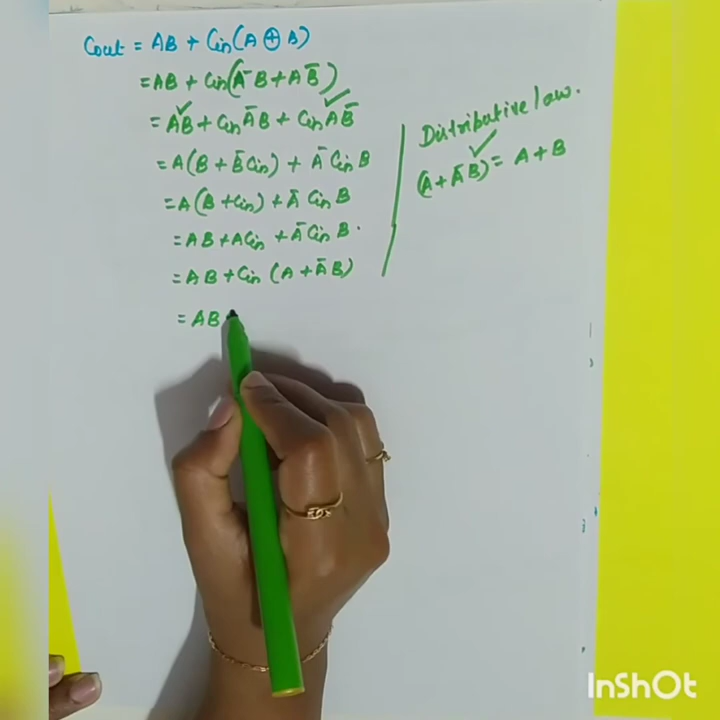 Cout = AB + Cin(A ⊕ B)
= AB + Cin(A̅B + AB̅)
= AB + CinA̅B + CinAB̅
= A(B + B̅Cin) + A̅CinB
= A(B + Cin) + A̅CinB
= AB + ACin + A̅CinB.
= AB + Cin (A + A̅B)
= AB
Distributive law.
(A + A̅B) = A + B
InShOt